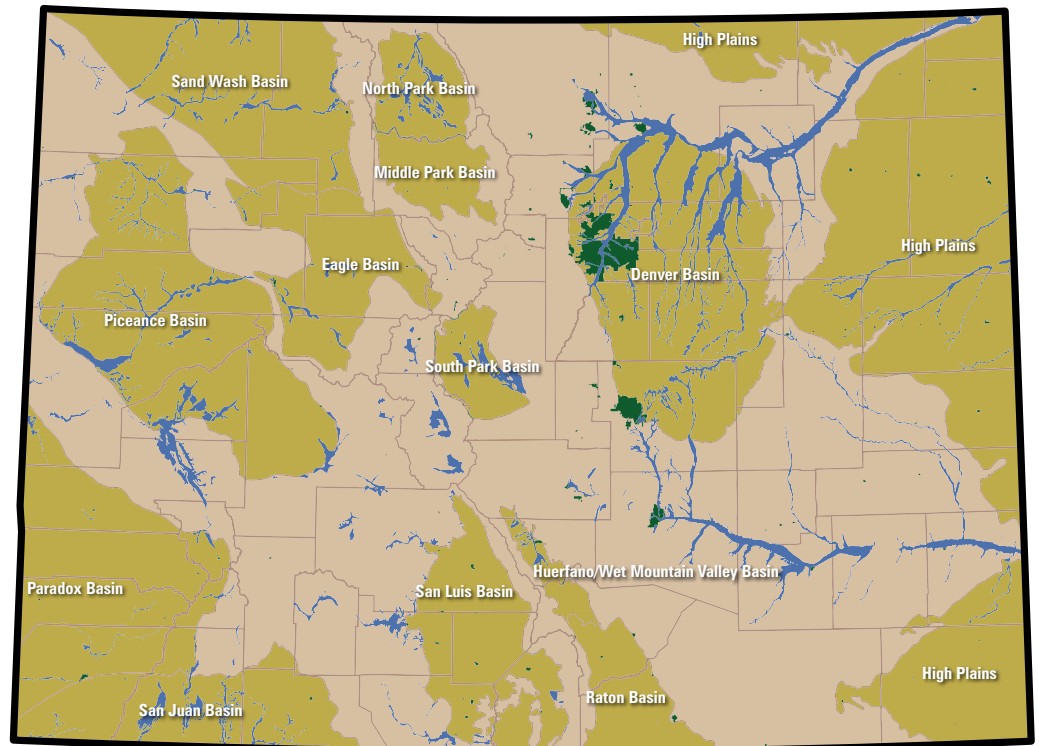 High Plains
Sand Wash Basin
North Park Basin
Middle Park Basin
High Plains
Eagle Basin
Denver Basin
Piceance Basin
South Park Basin
Huerfano/Wet Mountain Valley Basin
Paradox Basin
San Luis Basin
High Plains
Raton Basin
San Juan Basin